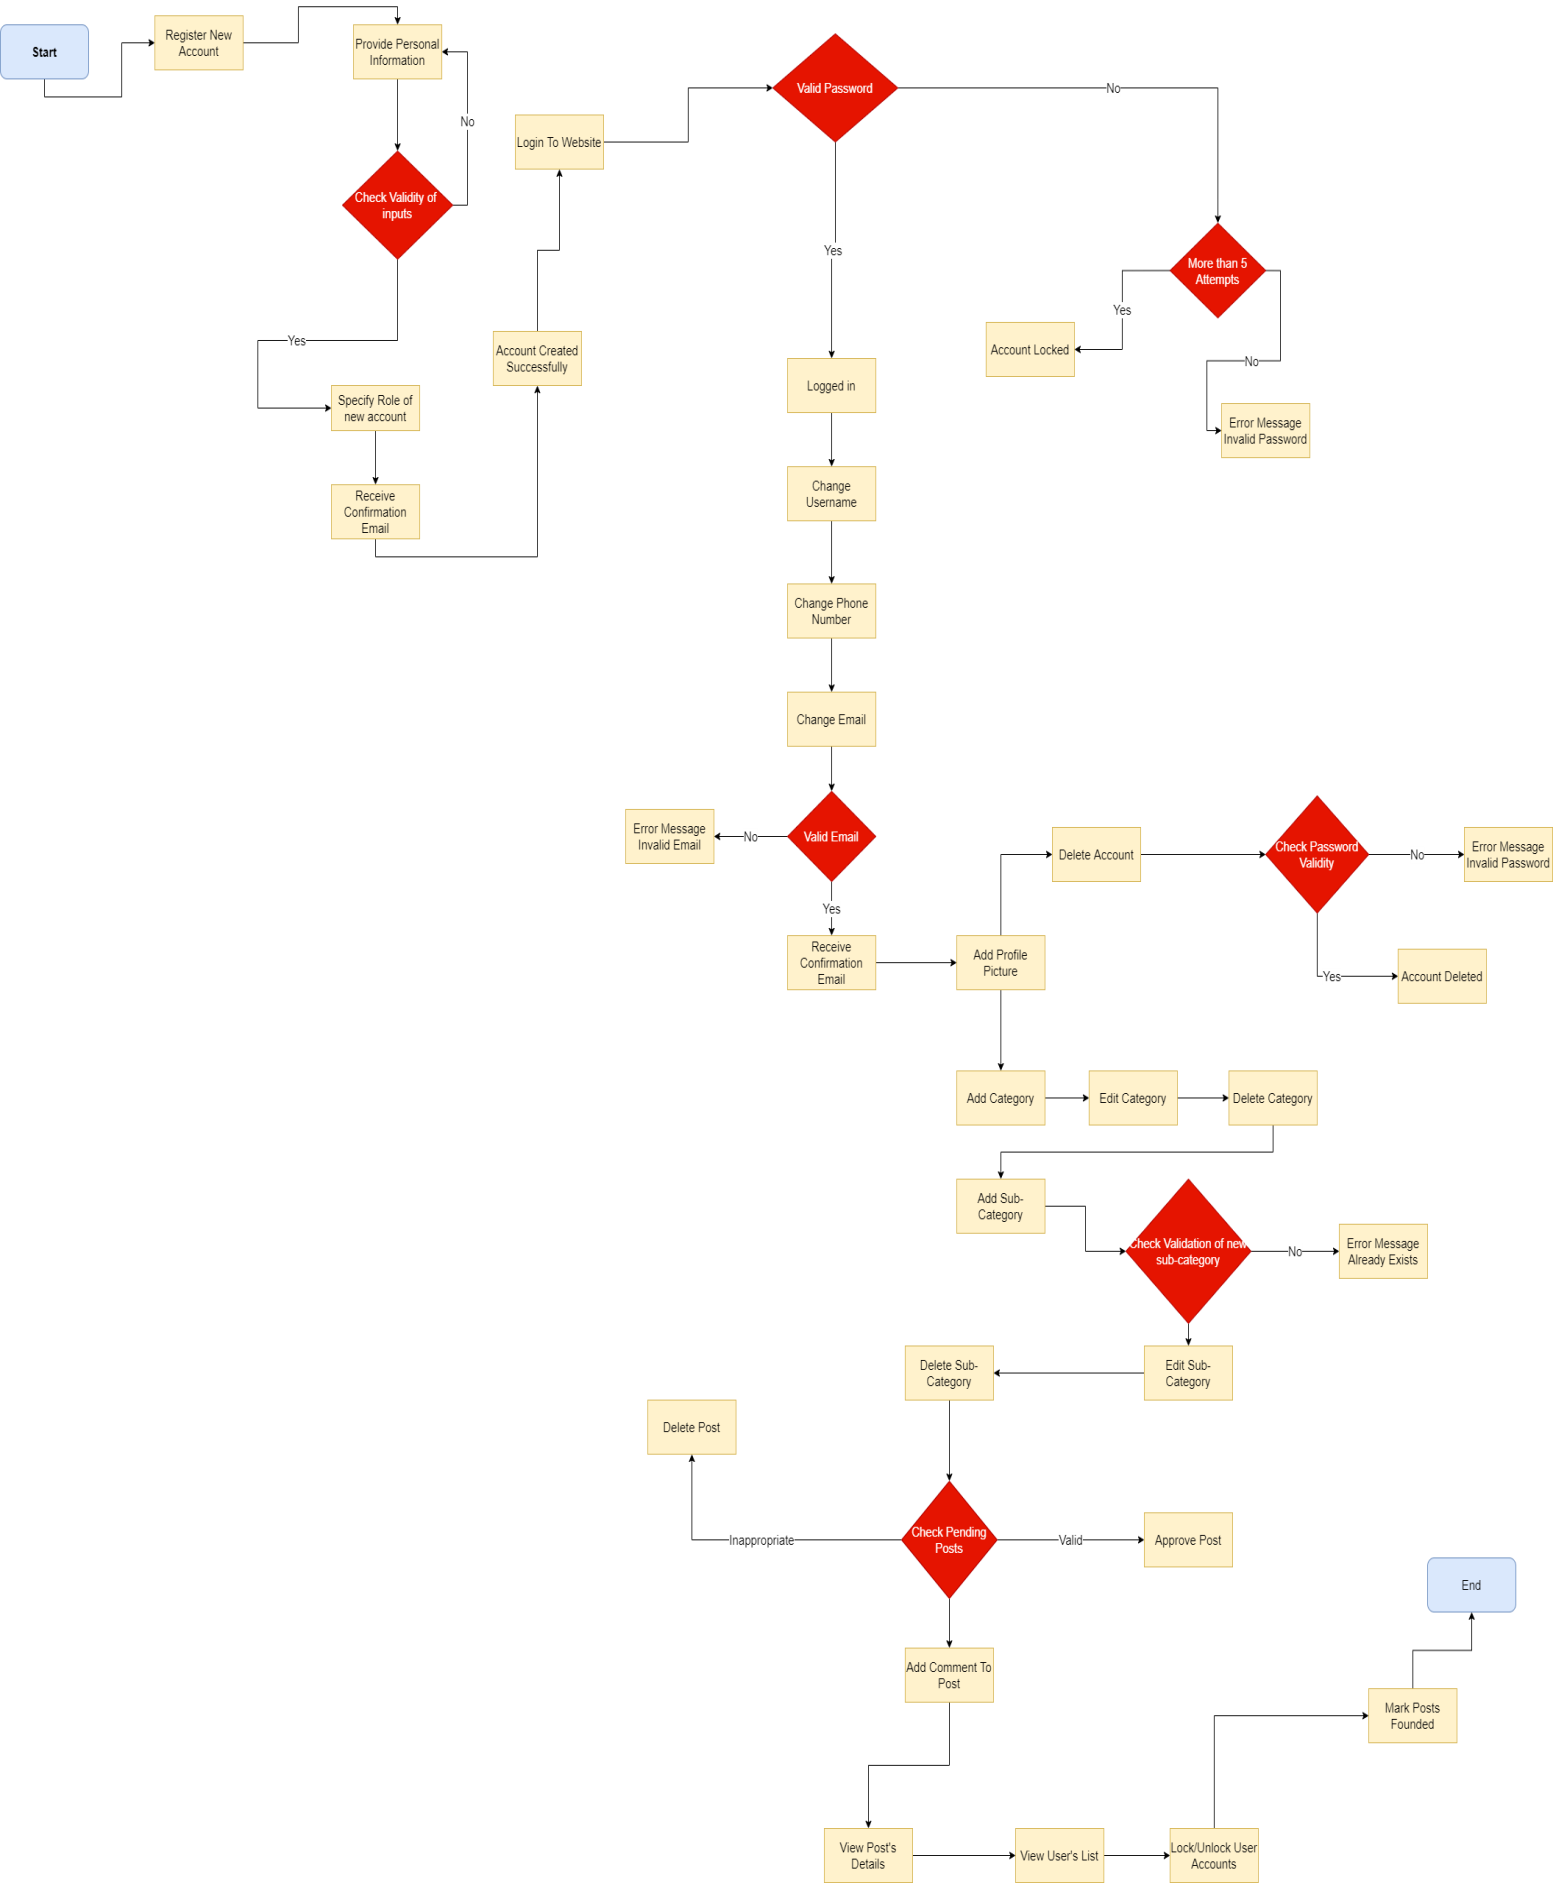 Start
Register New
Account
Provide Personal
Information
No
Check Validity of
inputs
Yes
Specify Role of
new account
Receive
Confirmation
Email
Account Created
Successfully
Login To Website
Valid Password
No
Yes
More than 5
Attempts
Yes
Account Locked
No
Error Message
Invalid Password
Logged in
Change
Username
Change Phone
Number
Change Email
Valid Email
No
Error Message
Invalid Email
Yes
Receive
Confirmation
Email
Add Profile
Picture
Delete Account
Check Password
Validity
No
Error Message
Invalid Password
Yes
Account Deleted
Add Category
Edit Category
Delete Category
Add Sub-
Category
Check Validation of new
sub-category
No
Error Message
Already Exists
Edit Sub-
Category
Delete Sub-
Category
Check Pending
Posts
Inappropriate
Delete Post
Valid
Approve Post
Add Comment To
Post
View Post's
Details
View User's List
Lock/Unlock User
Accounts
Mark Posts
Founded
End